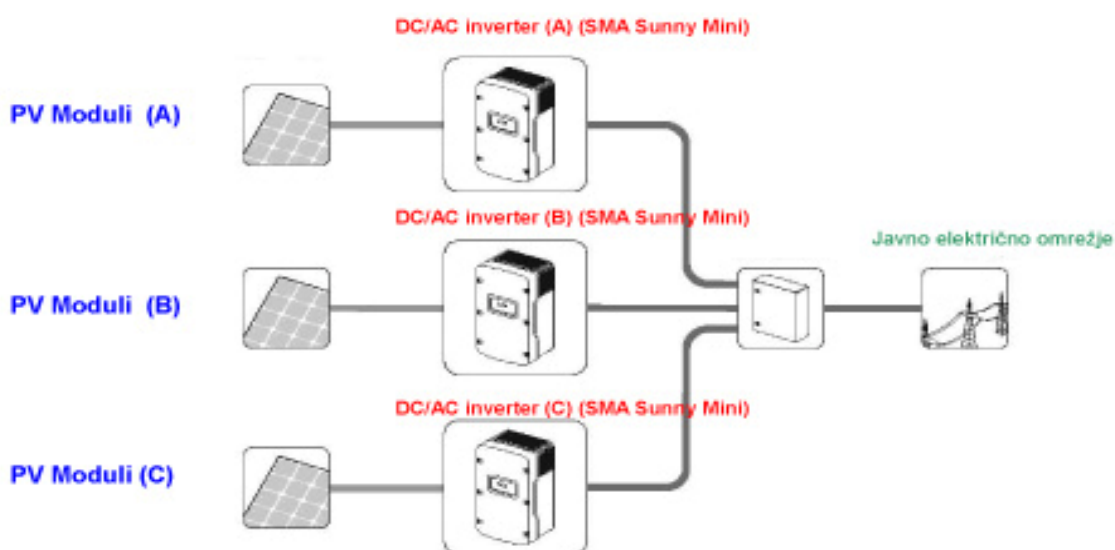 DC/AC inverter (A) (SMA Sunny Mini)
PV Moduli (A)
DC/AC inverter (B) (SMA Sunny Mini)
Javno električno omrežje
PV Moduli (B)
DC/AC inverter (C) (SMA Sunny Mini)
PV Moduli (C)